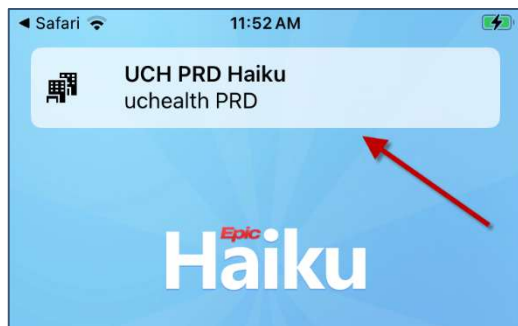 ◀ Safari 11:52 AM
UCH PRD Haiku
uchealth PRD
Epic
Haiku